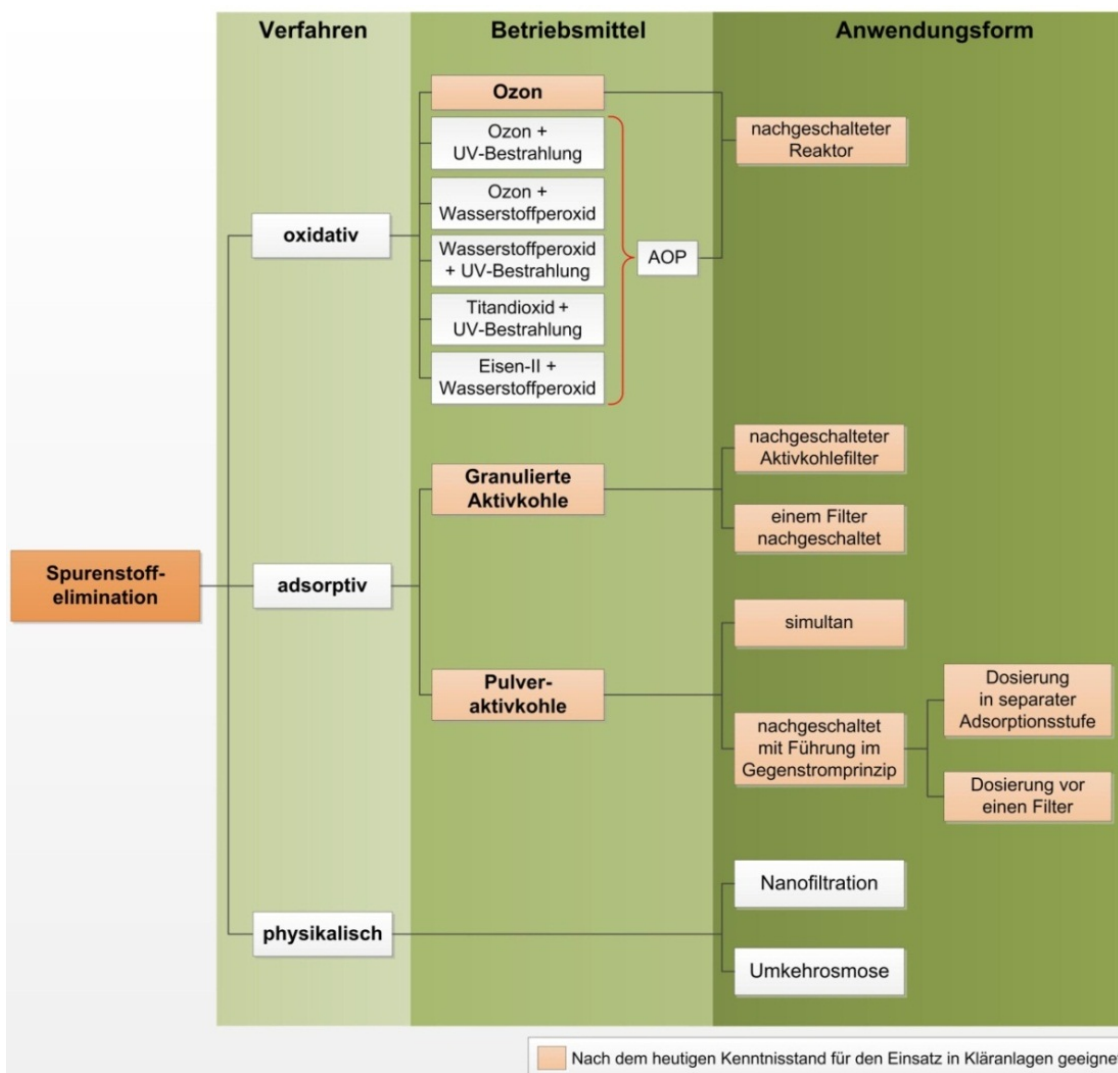 Verfahren
Betriebsmittel
Anwendungsform
Spurenstoff-
elimination
oxidativ
Ozon
Ozon +
UV-Bestrahlung
Ozon +
Wasserstoffperoxid
Wasserstoffperoxid
+ UV-Bestrahlung
Titandioxid +
UV-Bestrahlung
Eisen-II +
Wasserstoffperoxid
AOP
nachgeschalteter
Reaktor
adsorptiv
Granulierte
Aktivkohle
nachgeschalteter
Aktivkohlefilter
einem Filter
nachgeschaltet
Pulver-
aktivkohle
simultan
nachgeschaltet
mit Führung im
Gegenstromprinzip
Dosierung
in separater
Adsorptionsstufe
Dosierung vor
einen Filter
physikalisch
Nanofiltration
Umkehrosmose
Nach dem heutigen Kenntnisstand für den Einsatz in Kläranlagen geeignet